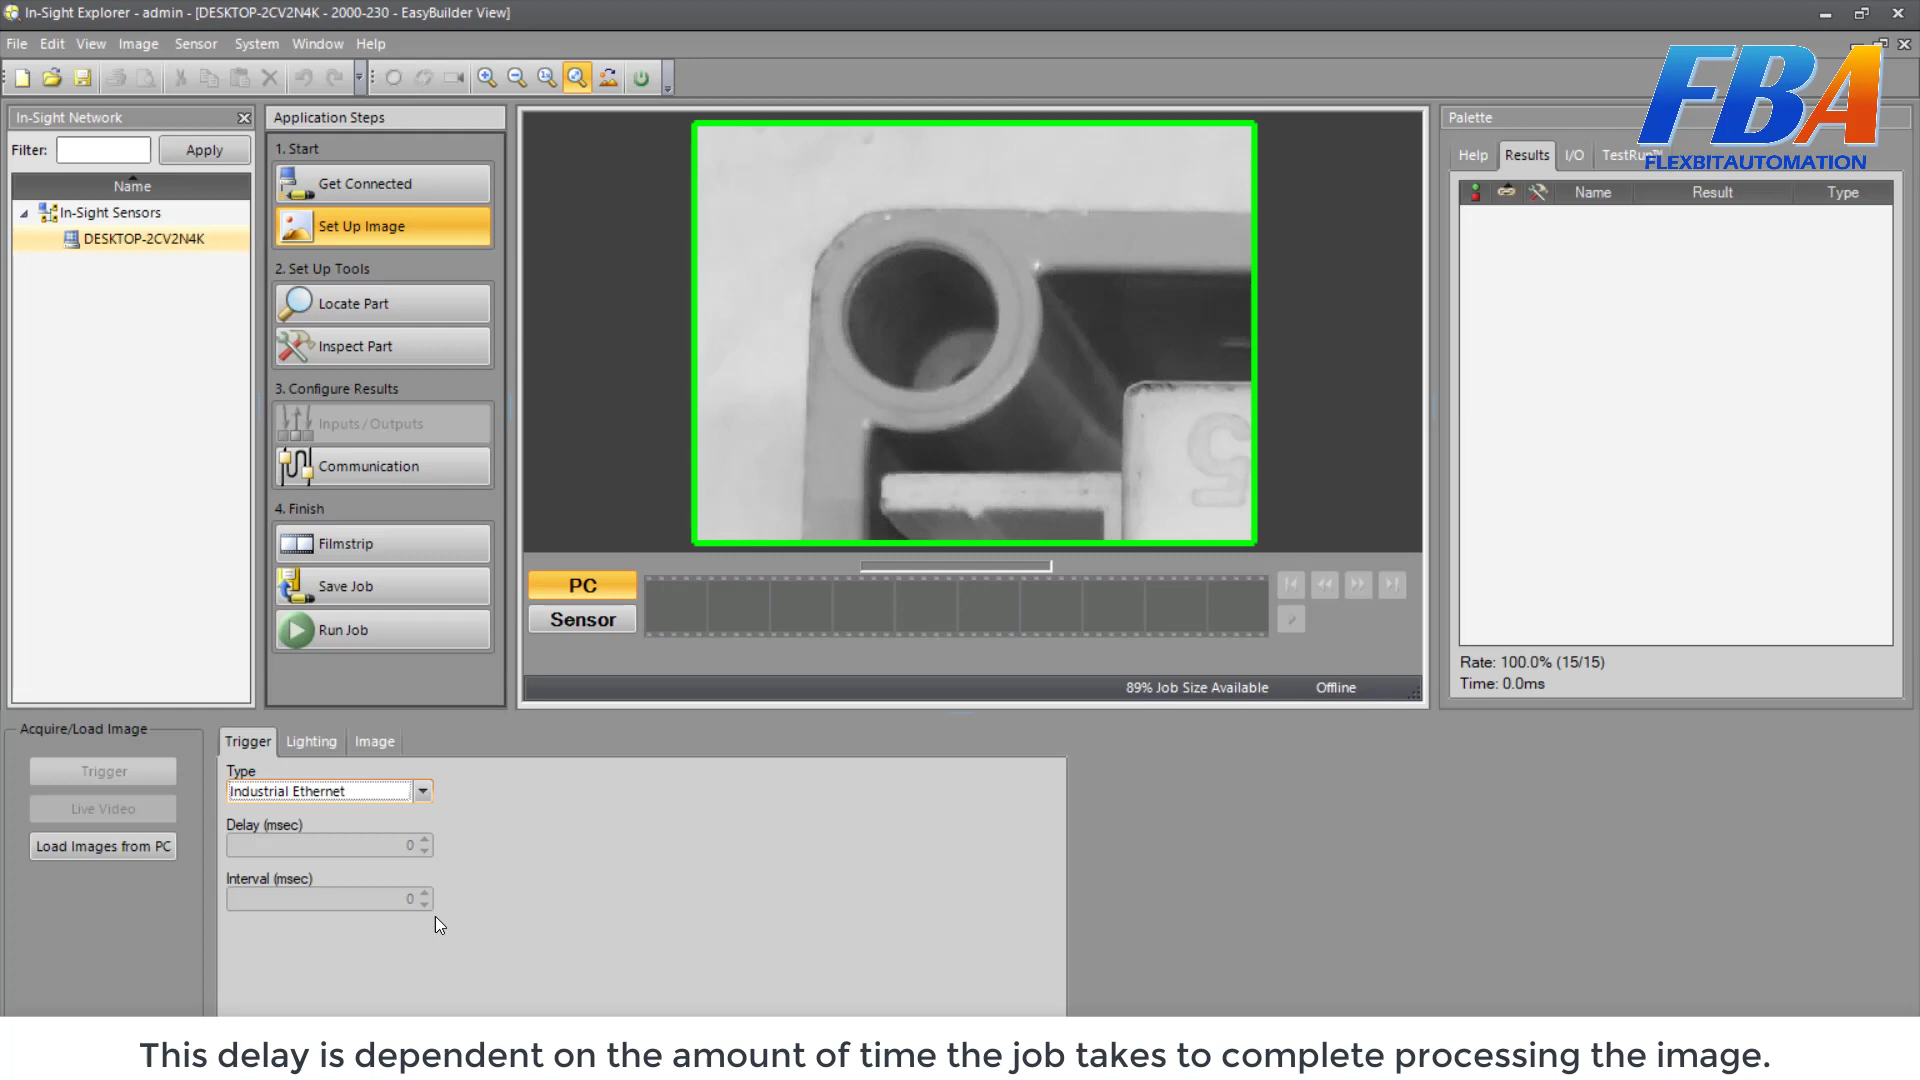 In-Sight Explorer - admin - [DESKTOP-2CV2N4K - 2000-230 - EasyBuilder View]
File Edit View Image Sensor System Window Help
FBA
FLEXBITAUTOMATION
In-Sight Network
Filter:
Apply
Name
In-Sight Sensors
DESKTOP-2CV2N4K
Application Steps
1. Start
Get Connected
Set Up Image
2. Set Up Tools
Locate Part
Inspect Part
3. Configure Results
Inputs/Outputs
Communication
4. Finish
Filmstrip
Save Job
Run Job
5
PC
Sensor
89% Job Size Available Offline
Palette
Help Results I/O TestRun™
Name Result Type
Rate: 100.0% (15/15)
Time: 0.0ms
Acquire/Load Image
Trigger
Live Video
Load Images from PC
Trigger Lighting Image
Type
Industrial Ethernet
Delay (msec)
0
Interval (msec)
0
This delay is dependent on the amount of time the job takes to complete processing the image.